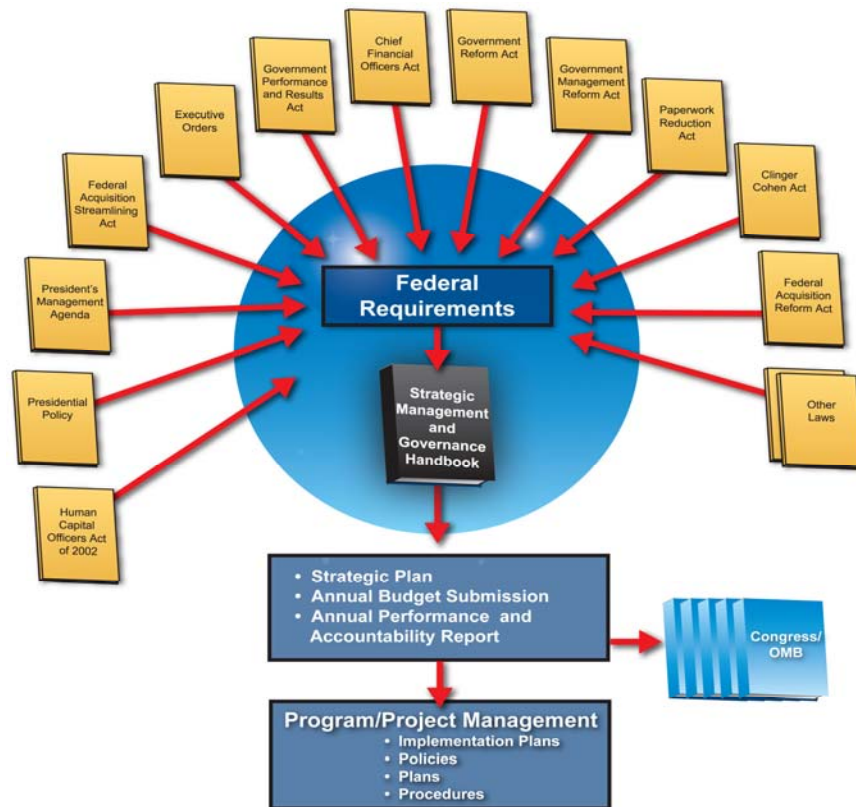 Human
Capital
Officers Act
of 2002
Presidential
Policy
President's
Management
Agenda
Federal
Acquisition
Streamlining
Act
Executive
Orders
Government
Performance
and Results
Act
Chief
Financial
Officers Act
Government
Reform Act
Government
Management
Reform Act
Paperwork
Reduction
Act
Clinger
Cohen Act
Federal
Acquisition
Reform Act
Other
Laws
Federal
Requirements
Strategic
Management
and
Governance
Handbook
• Strategic Plan
• Annual Budget Submission
• Annual Performance and
Accountability Report
Congress/
OMB
Program/Project Management
• Implementation Plans
• Policies
• Plans
• Procedures